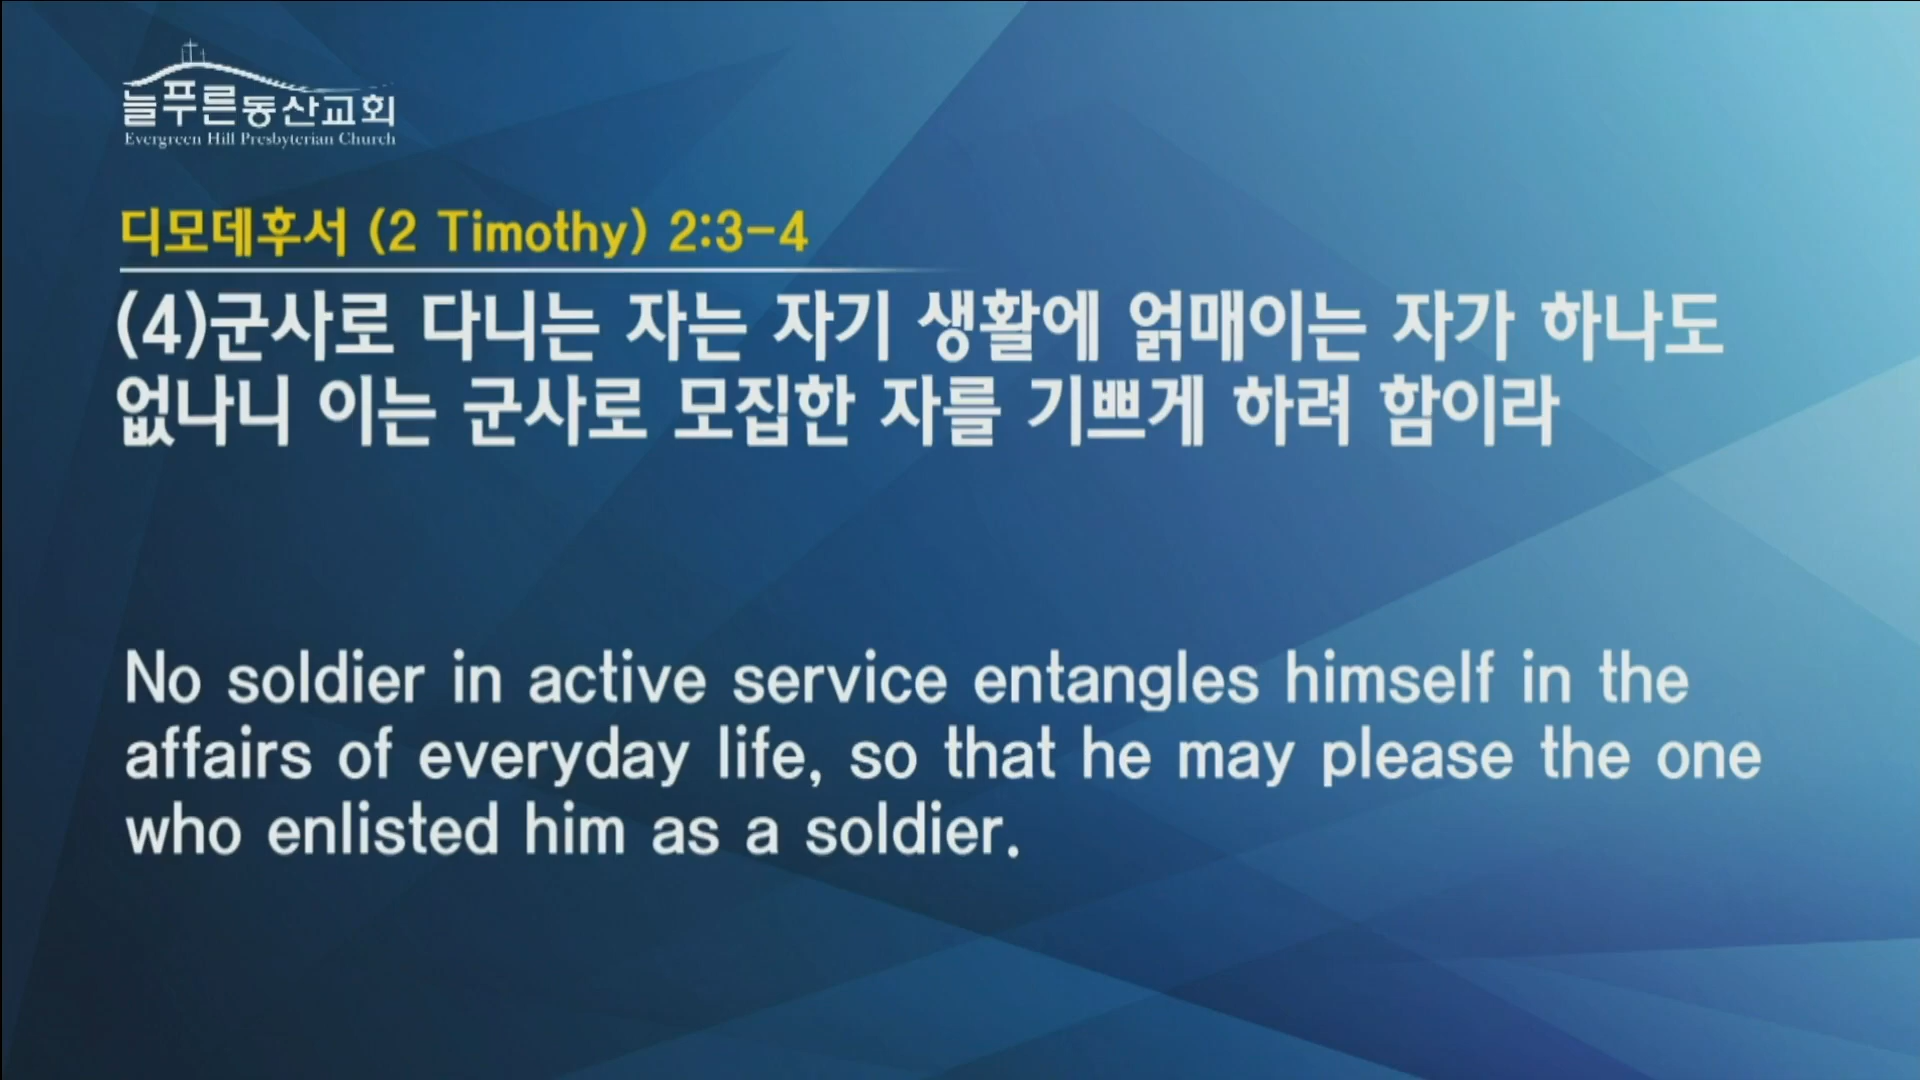 늘푸른동산교회
Evergreen Hill Presbyterian Church
디모데후서 (2 Timothy) 2:3-4
(4)군사로 다니는 자는 자기 생활에 얽매이는 자가 하나도
없나니 이는 군사로 모집한 자를 기쁘게 하려 함이라
No soldier in active service entangles himself in the
affairs of everyday life, so that he may please the one
who enlisted him as a soldier.